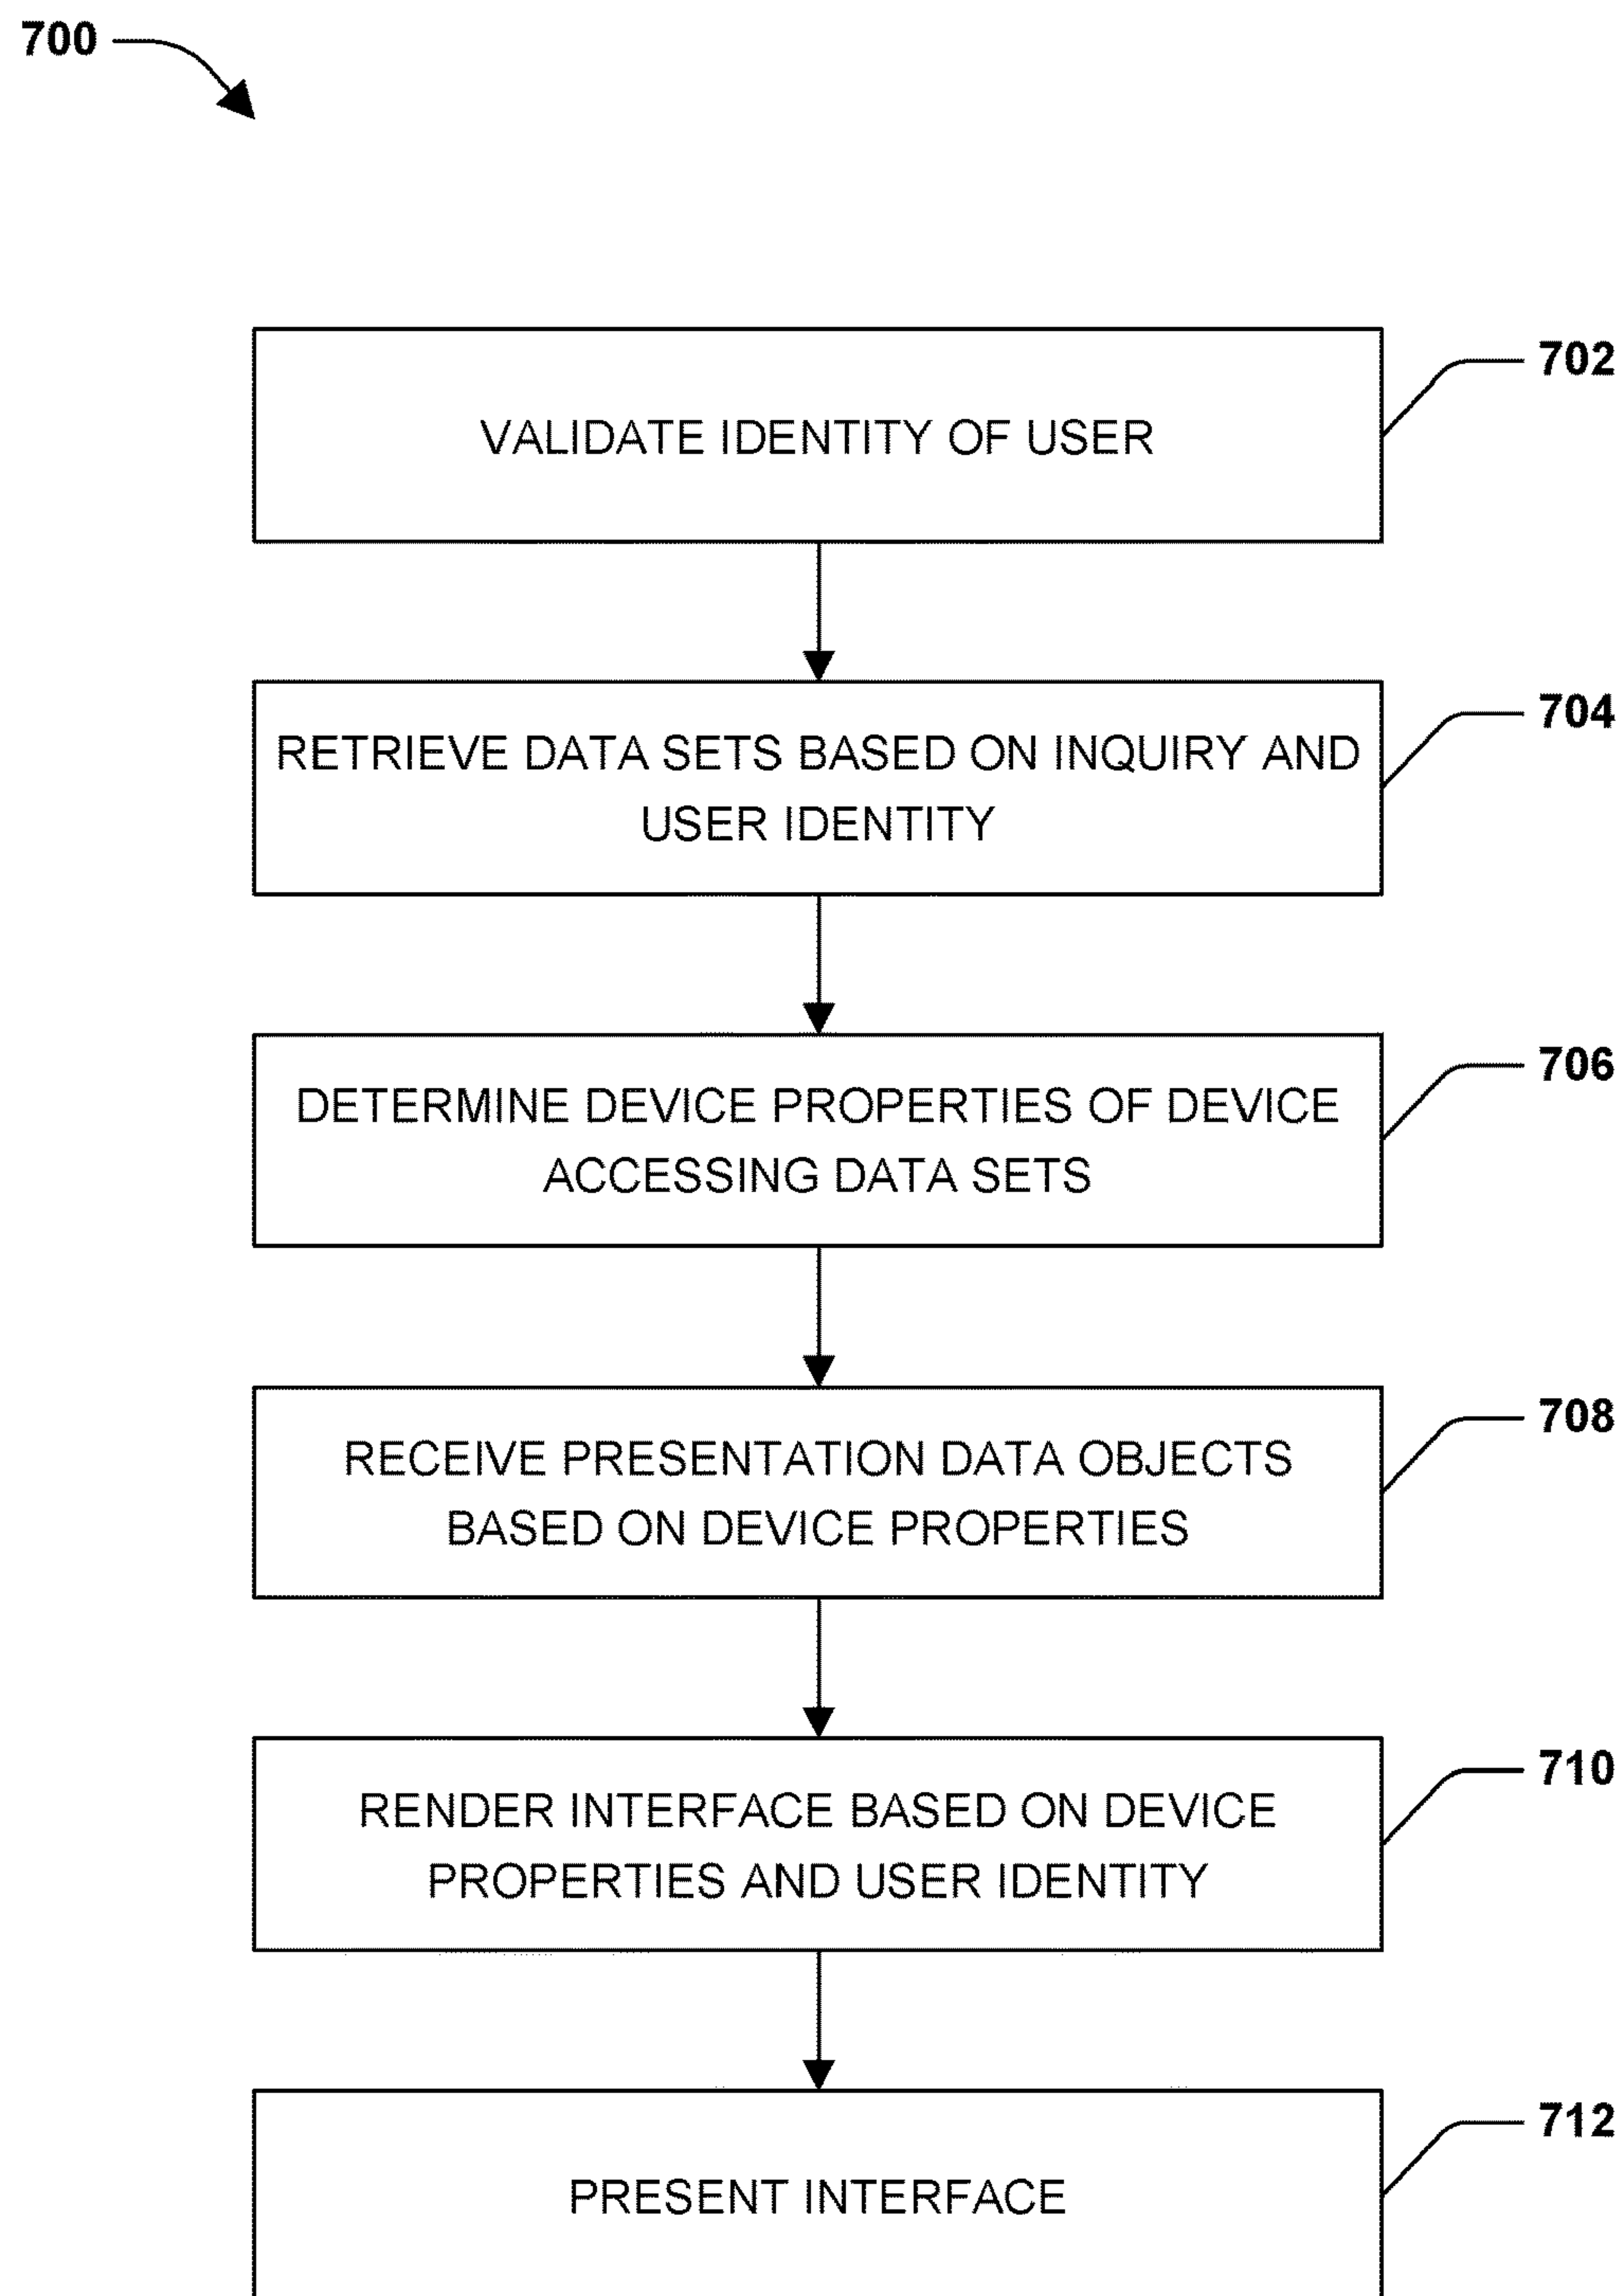 700
VALIDATE IDENTITY OF USER
702
RETRIEVE DATA SETS BASED ON INQUIRY AND
USER IDENTITY
704
DETERMINE DEVICE PROPERTIES OF DEVICE
ACCESSING DATA SETS
706
RECEIVE PRESENTATION DATA OBJECTS
BASED ON DEVICE PROPERTIES
708
RENDER INTERFACE BASED ON DEVICE
PROPERTIES AND USER IDENTITY
710
PRESENT INTERFACE
712